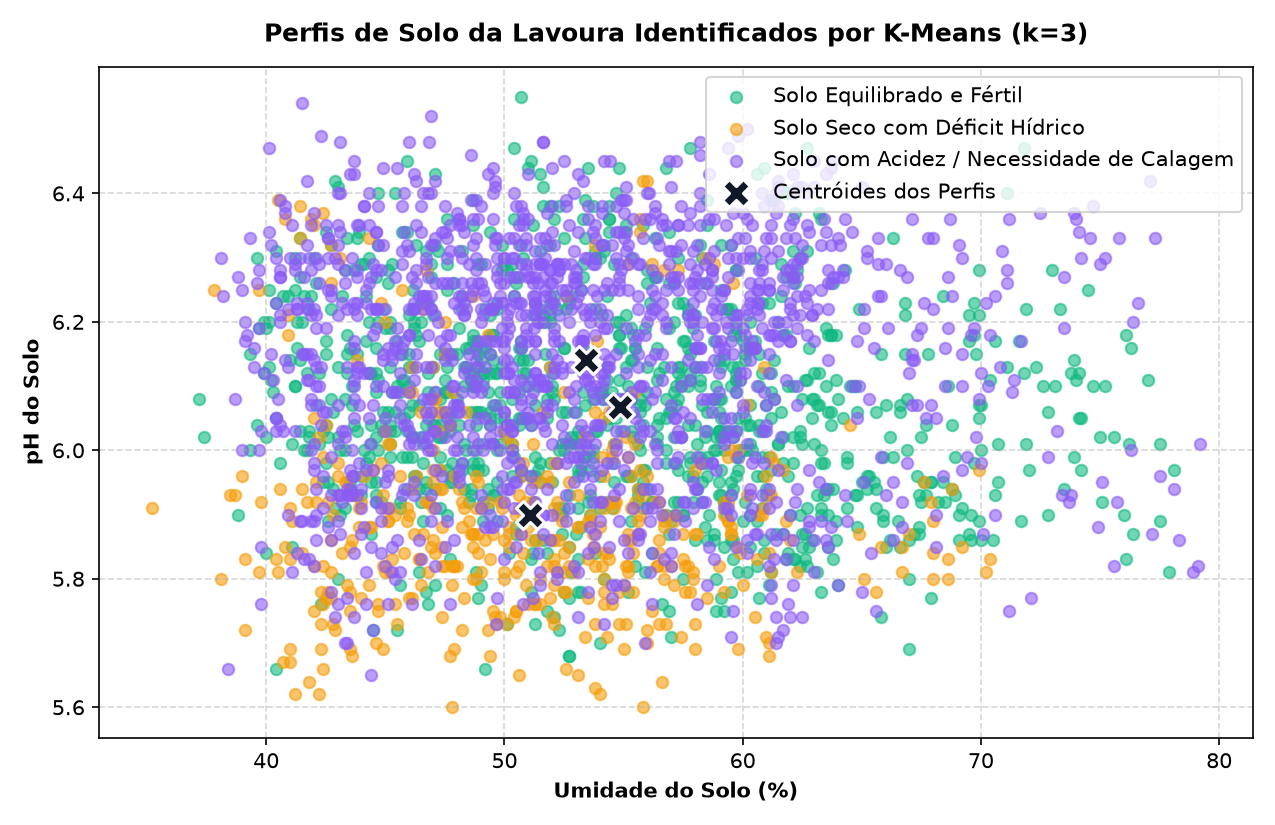 Perfis de Solo da Lavoura Identificados por K-Means (k=3)
Solo Equilibrado e Fértil
Solo Seco com Déficit Hídrico
Solo com Acidez / Necessidade de Calagem
Centróides dos Perfis
pH do Solo
6.4
6.2
6.0
5.8
5.6
40 50 60 70 80
Umidade do Solo (%)